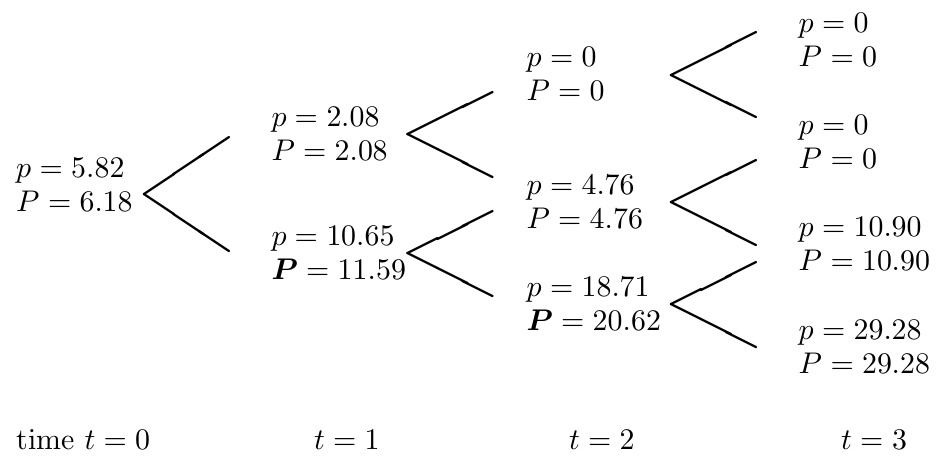 p = 0
P = 0
p = 0
P = 0
p = 2.08
P = 2.08
p = 0
P = 0
p = 5.82
P = 6.18
p = 4.76
P = 4.76
p = 10.65
P = 11.59
p = 10.90
P = 10.90
p = 18.71
P = 20.62
p = 29.28
P = 29.28
time t = 0
t = 1
t = 2
t = 3